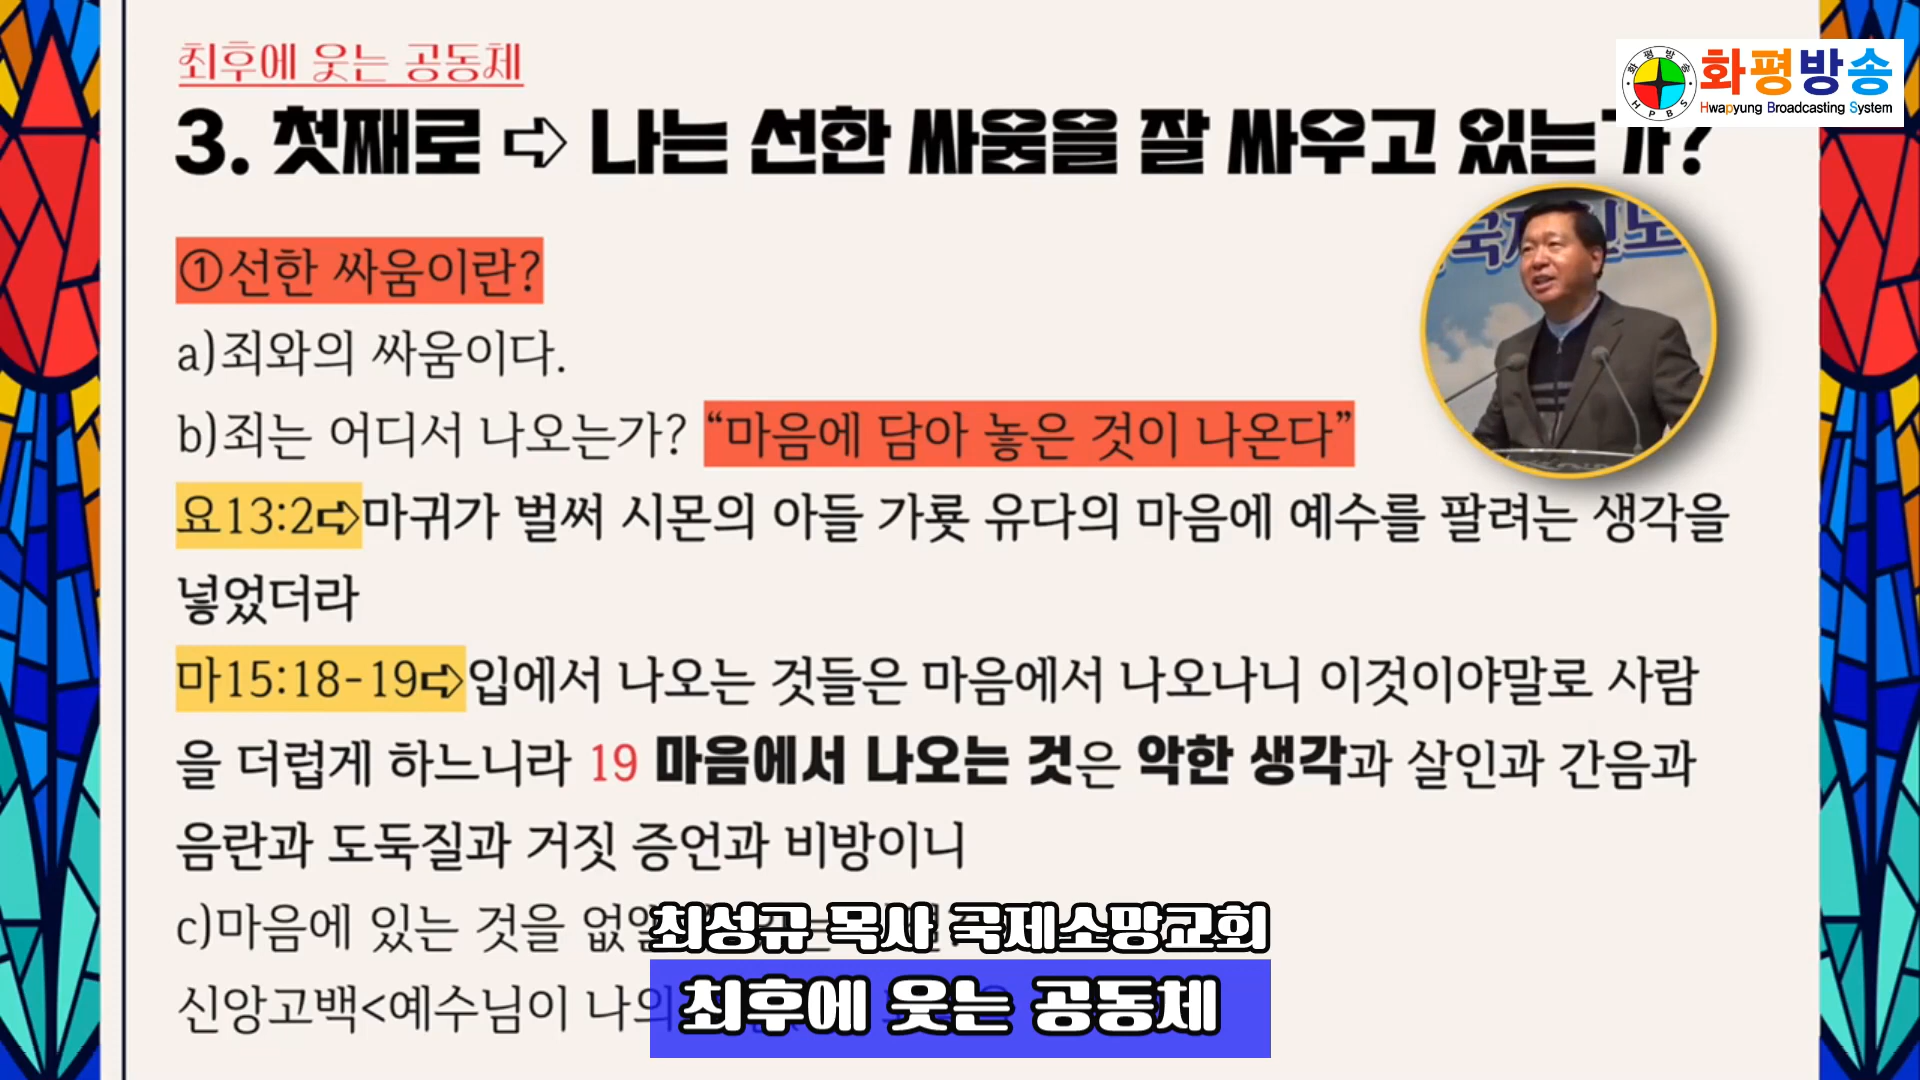 최후에 웃는 공동체
화평방송
Hwapyung Broadcasting System
화평방송
HPBS
3. 첫째로 ➩ 나는 선한 싸움을 잘 싸우고 있는가?
①선한 싸움이란?
a)죄와의 싸움이다.
b)죄는 어디서 나오는가? “마음에 담아 놓은 것이 나온다”
요13:2➩마귀가 벌써 시몬의 아들 가룟 유다의 마음에 예수를 팔려는 생각을
넣었더라
마15:18-19➩입에서 나오는 것들은 마음에서 나오나니 이것이야말로 사람
을 더럽게 하느니라 19 마음에서 나오는 것은 악한 생각과 살인과 간음과
음란과 도둑질과 거짓 증언과 비방이니
c)마음에 있는 것을
신앙고백<예수님이
최성규 목사 국제소망교회
최후에 웃는 공동체